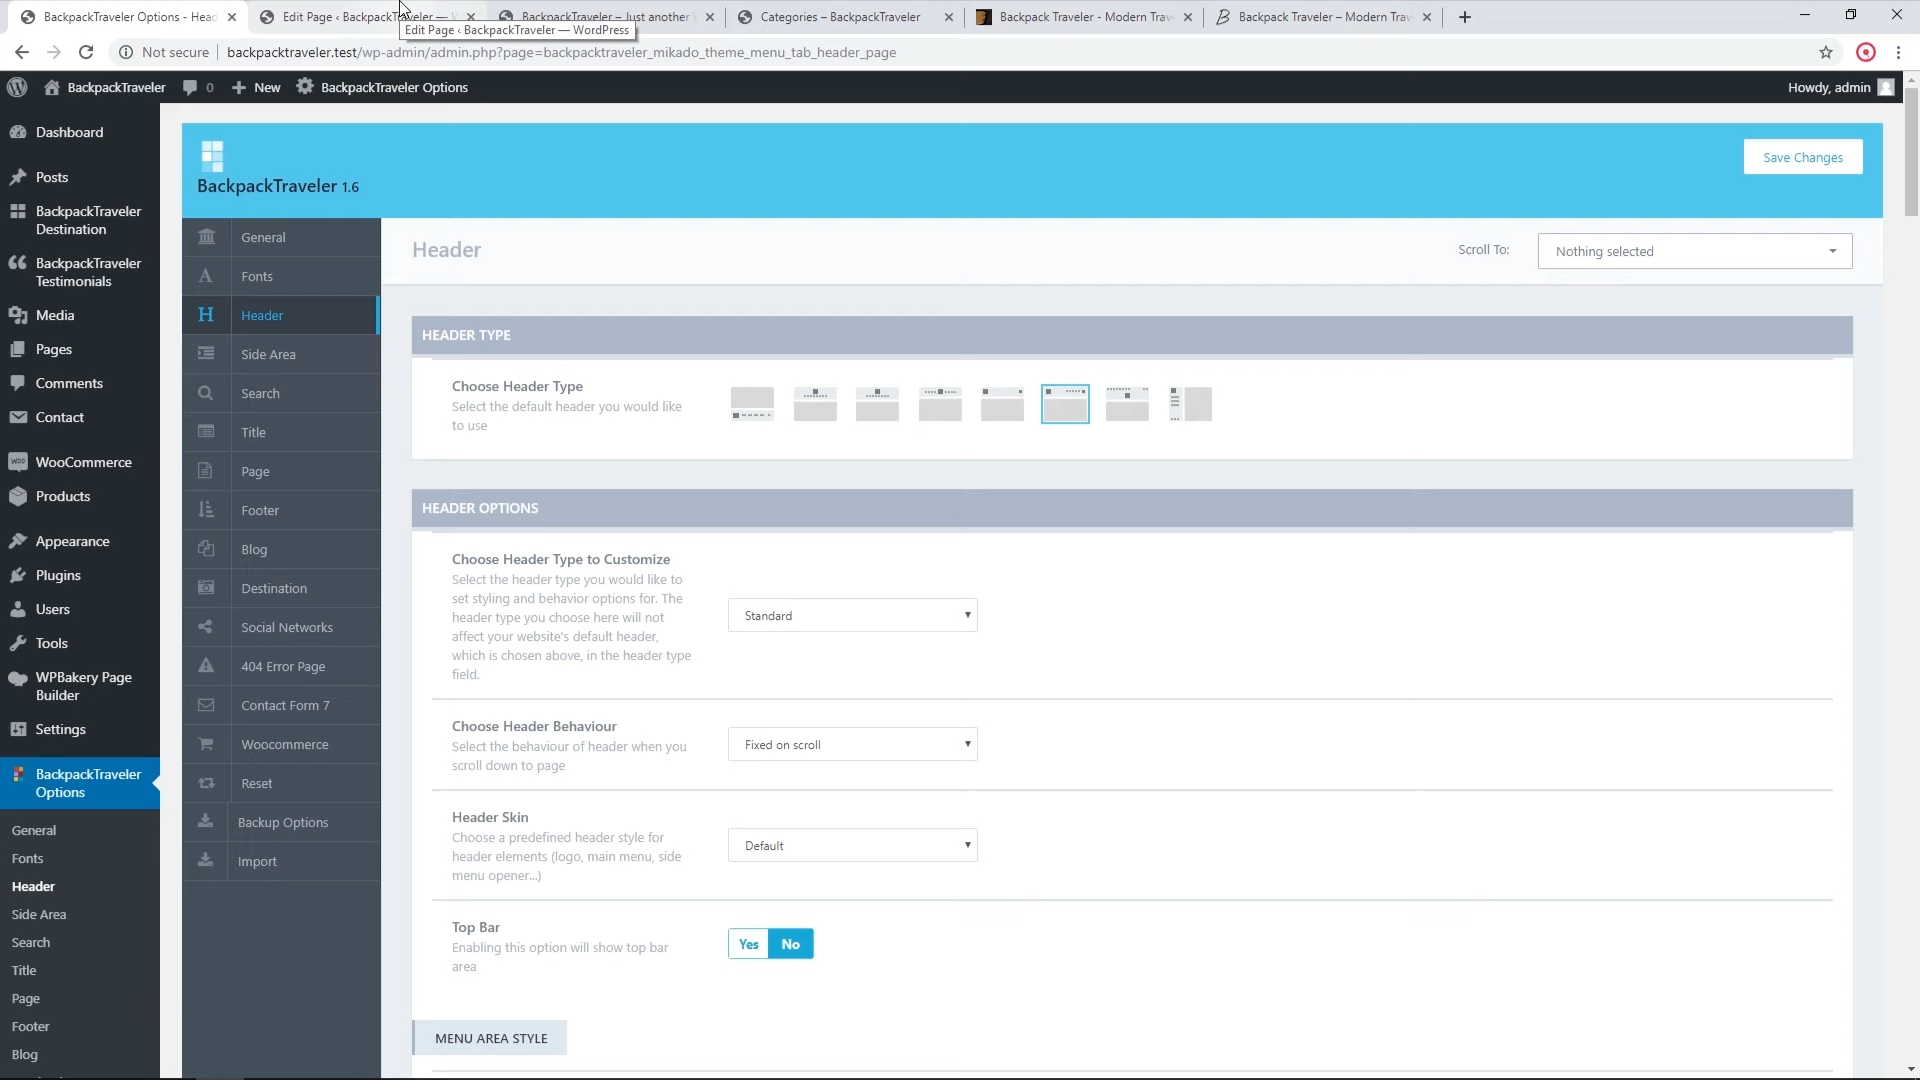 BackpackTraveler Options - Head
Edit Page ‹ BackpackTraveler — W
BackpackTraveler – Just another
Categories – BackpackTraveler
Backpack Traveler - Modern Trav
Backpack Traveler – Modern Trav
Edit Page ‹ BackpackTraveler — WordPress
Not secure
backpacktraveler.test/wp-admin/admin.php?page=backpacktraveler_mikado_theme_menu_tab_header_page
BackpackTraveler
0
New
BackpackTraveler Options
Howdy, admin
Dashboard
Posts
BackpackTraveler
Destination
BackpackTraveler
Testimonials
Media
Pages
Comments
Contact
WooCommerce
Products
Appearance
Plugins
Users
Tools
WPBakery Page
Builder
Settings
BackpackTraveler
Options
General
Fonts
Header
Side Area
Search
Title
Page
Footer
Blog
BackpackTraveler 1.6
Save Changes
General
Fonts
Header
Side Area
Search
Title
Page
Footer
Blog
Destination
Social Networks
404 Error Page
Contact Form 7
Woocommerce
Reset
Backup Options
Import
Header
Scroll To:
Nothing selected
HEADER TYPE
Choose Header Type
Select the default header you would like
to use
HEADER OPTIONS
Choose Header Type to Customize
Select the header type you would like to
set styling and behavior options for. The
header type you choose here will not
affect your website's default header,
which is chosen above, in the header type
field.
Standard
Choose Header Behaviour
Select the behaviour of header when you
scroll down to page
Fixed on scroll
Header Skin
Choose a predefined header style for
header elements (logo, main menu, side
menu opener...)
Default
Top Bar
Enabling this option will show top bar
area
Yes
No
MENU AREA STYLE